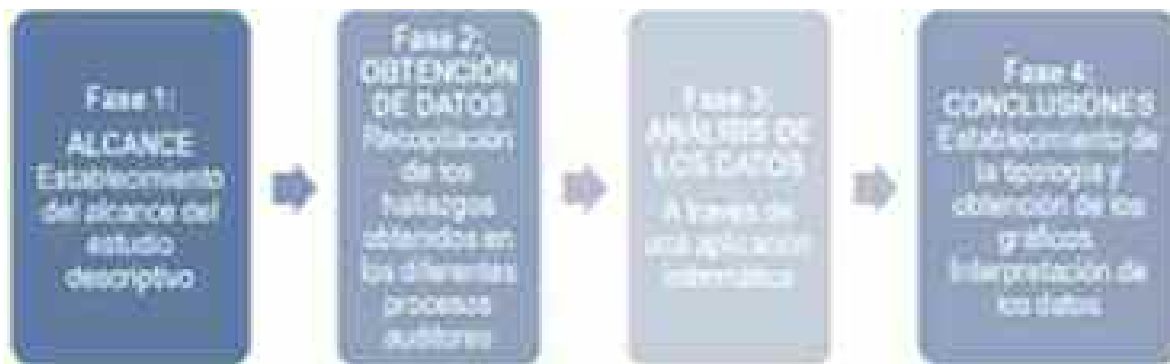 Fase 1:
ALCANCE
Establecimiento
del alcance del
estudio
descriptivo
Fase 2:
OBTENCIÓN
DE DATOS
Recopilación
de los
hallazgos
obtenidos en
los diferentes
procesos
auditores
Fase 3:
ANÁLISIS DE
LOS DATOS
A través de
una aplicación
informática
Fase 4:
CONCLUSIONES
Establecimiento de
la tipología y
obtención de los
gráficos.
Interpretación de
los datos.